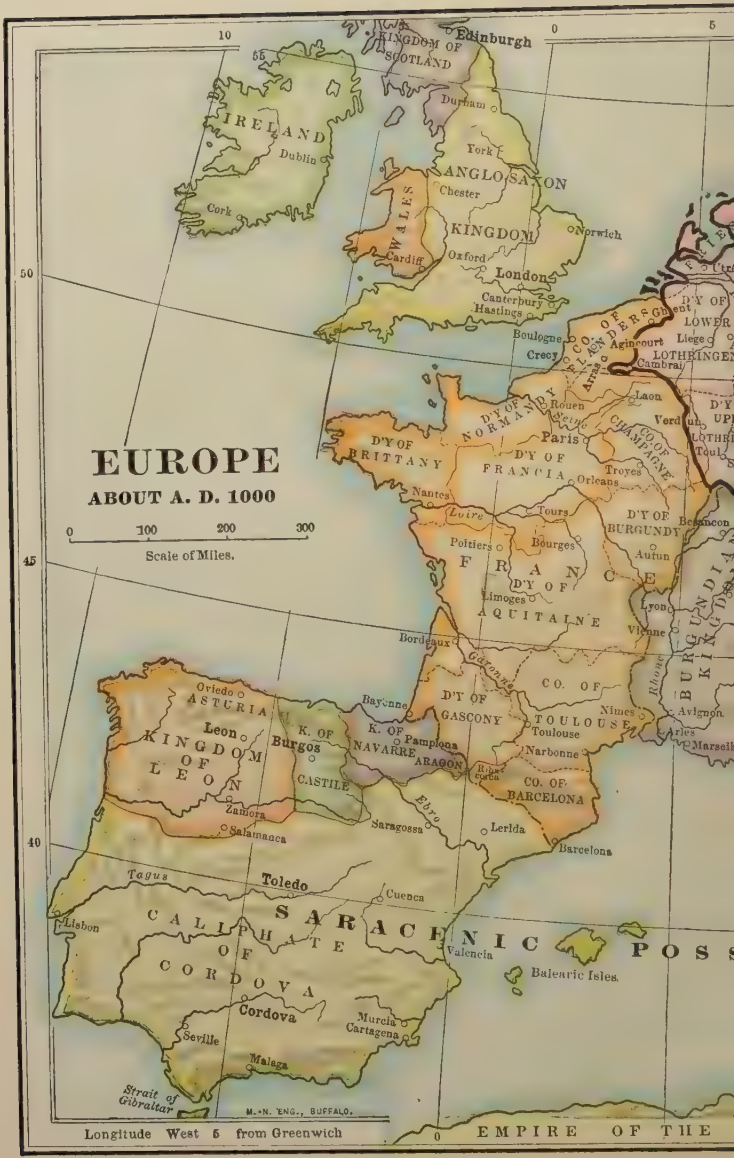 10
0
5
55
Edinburgh
KINGDOM OF
SCOTLAND
Durham
IRELAND
York
Dublin
ANGLO SAXON
Chester
WALES
Cork
KINGDOM
Norwich
Cardiff
Oxford
London
50
Canterbury
Hastings
D'Y OF
LOWER
LOTHRINGEN
Liege
Boulogne
CO. OF
FLANDERS
Ghent
Agincourt
Crecy
Arras
Cambrai
D'Y OF
NORMANDY
Rouen
Seine
Laon
Paris
CO. OF
CHAMPAGNE
Verdun
Toul
D'Y OF
BRITTANY
D'Y OF
FRANCIA
Troyes
Orleans
EUROPE
ABOUT A. D. 1000
0 100 200 300
Scale of Miles.
Nantes
Loire
Tours
D'Y OF
BURGUNDY
Besancon
Poitiers
Bourges
Autun
FRANCE
45
D'Y OF
Limoges
AQUITAINE
Lyon
Vienne
BURGUNDIAN
KINGDOM
Rhone
Bordeaux
Garonne
CO. OF
TOULOUSE
Nimes
Avignon
Arles
Toulouse
Narbonne
Oviedo
ASTURIA
Bayonne
D'Y OF
GASCONY
Leon
KINGDOM
OF
LEON
K. OF
Burgos
CASTILE
K. OF
NAVARRE
Pamplona
ARAGON
CO. OF
BARCELONA
Ebro
Zamora
Salamanca
Saragossa
Lerida
Barcelona
40
Tagus
Toledo
Cuenca
Lisbon
SARACENIC POSS
CALIPHATE
OF
CORDOVA
Valencia
Balearic Isles.
Cordova
Seville
Murcia
Cartagena
Malaga
Strait of
Gibraltar
M.-N. ENG., BUFFALO.
Longitude West 5 from Greenwich
0
EMPIRE OF THE